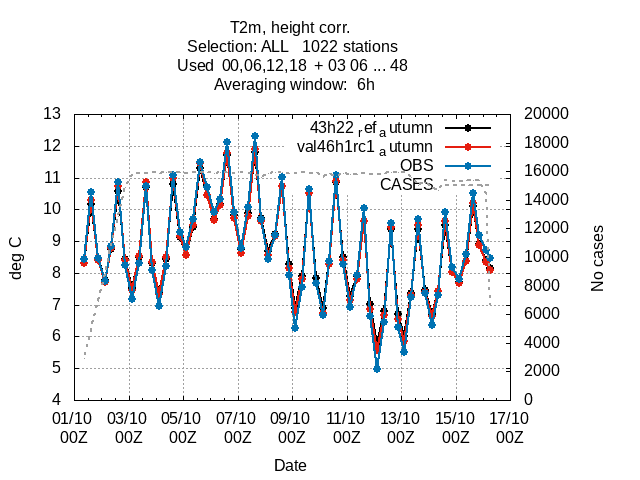 T2m, height corr.
Selection: ALL   1022 stations
Used  00,06,12,18  + 03 06 ... 48
Averaging window:  6h
43h22 ref autumn
val46h1rc1 autumn
OBS
CASES
deg C
13
12
11
10
9
8
7
6
5
4
No cases
20000
18000
16000
14000
12000
10000
8000
6000
4000
2000
0
01/10 03/10 05/10 07/10 09/10 11/10 13/10 15/10 17/10
00Z 00Z 00Z 00Z 00Z 00Z 00Z 00Z 00Z
Date